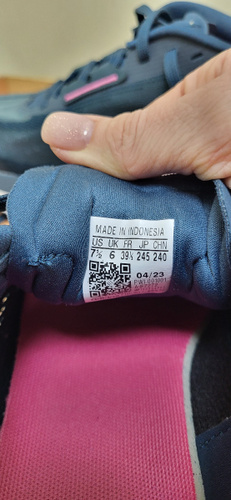 MADE IN INDONESIA
US UK FR JP CHN
7½ 6 39⅓ 245 240
04/23